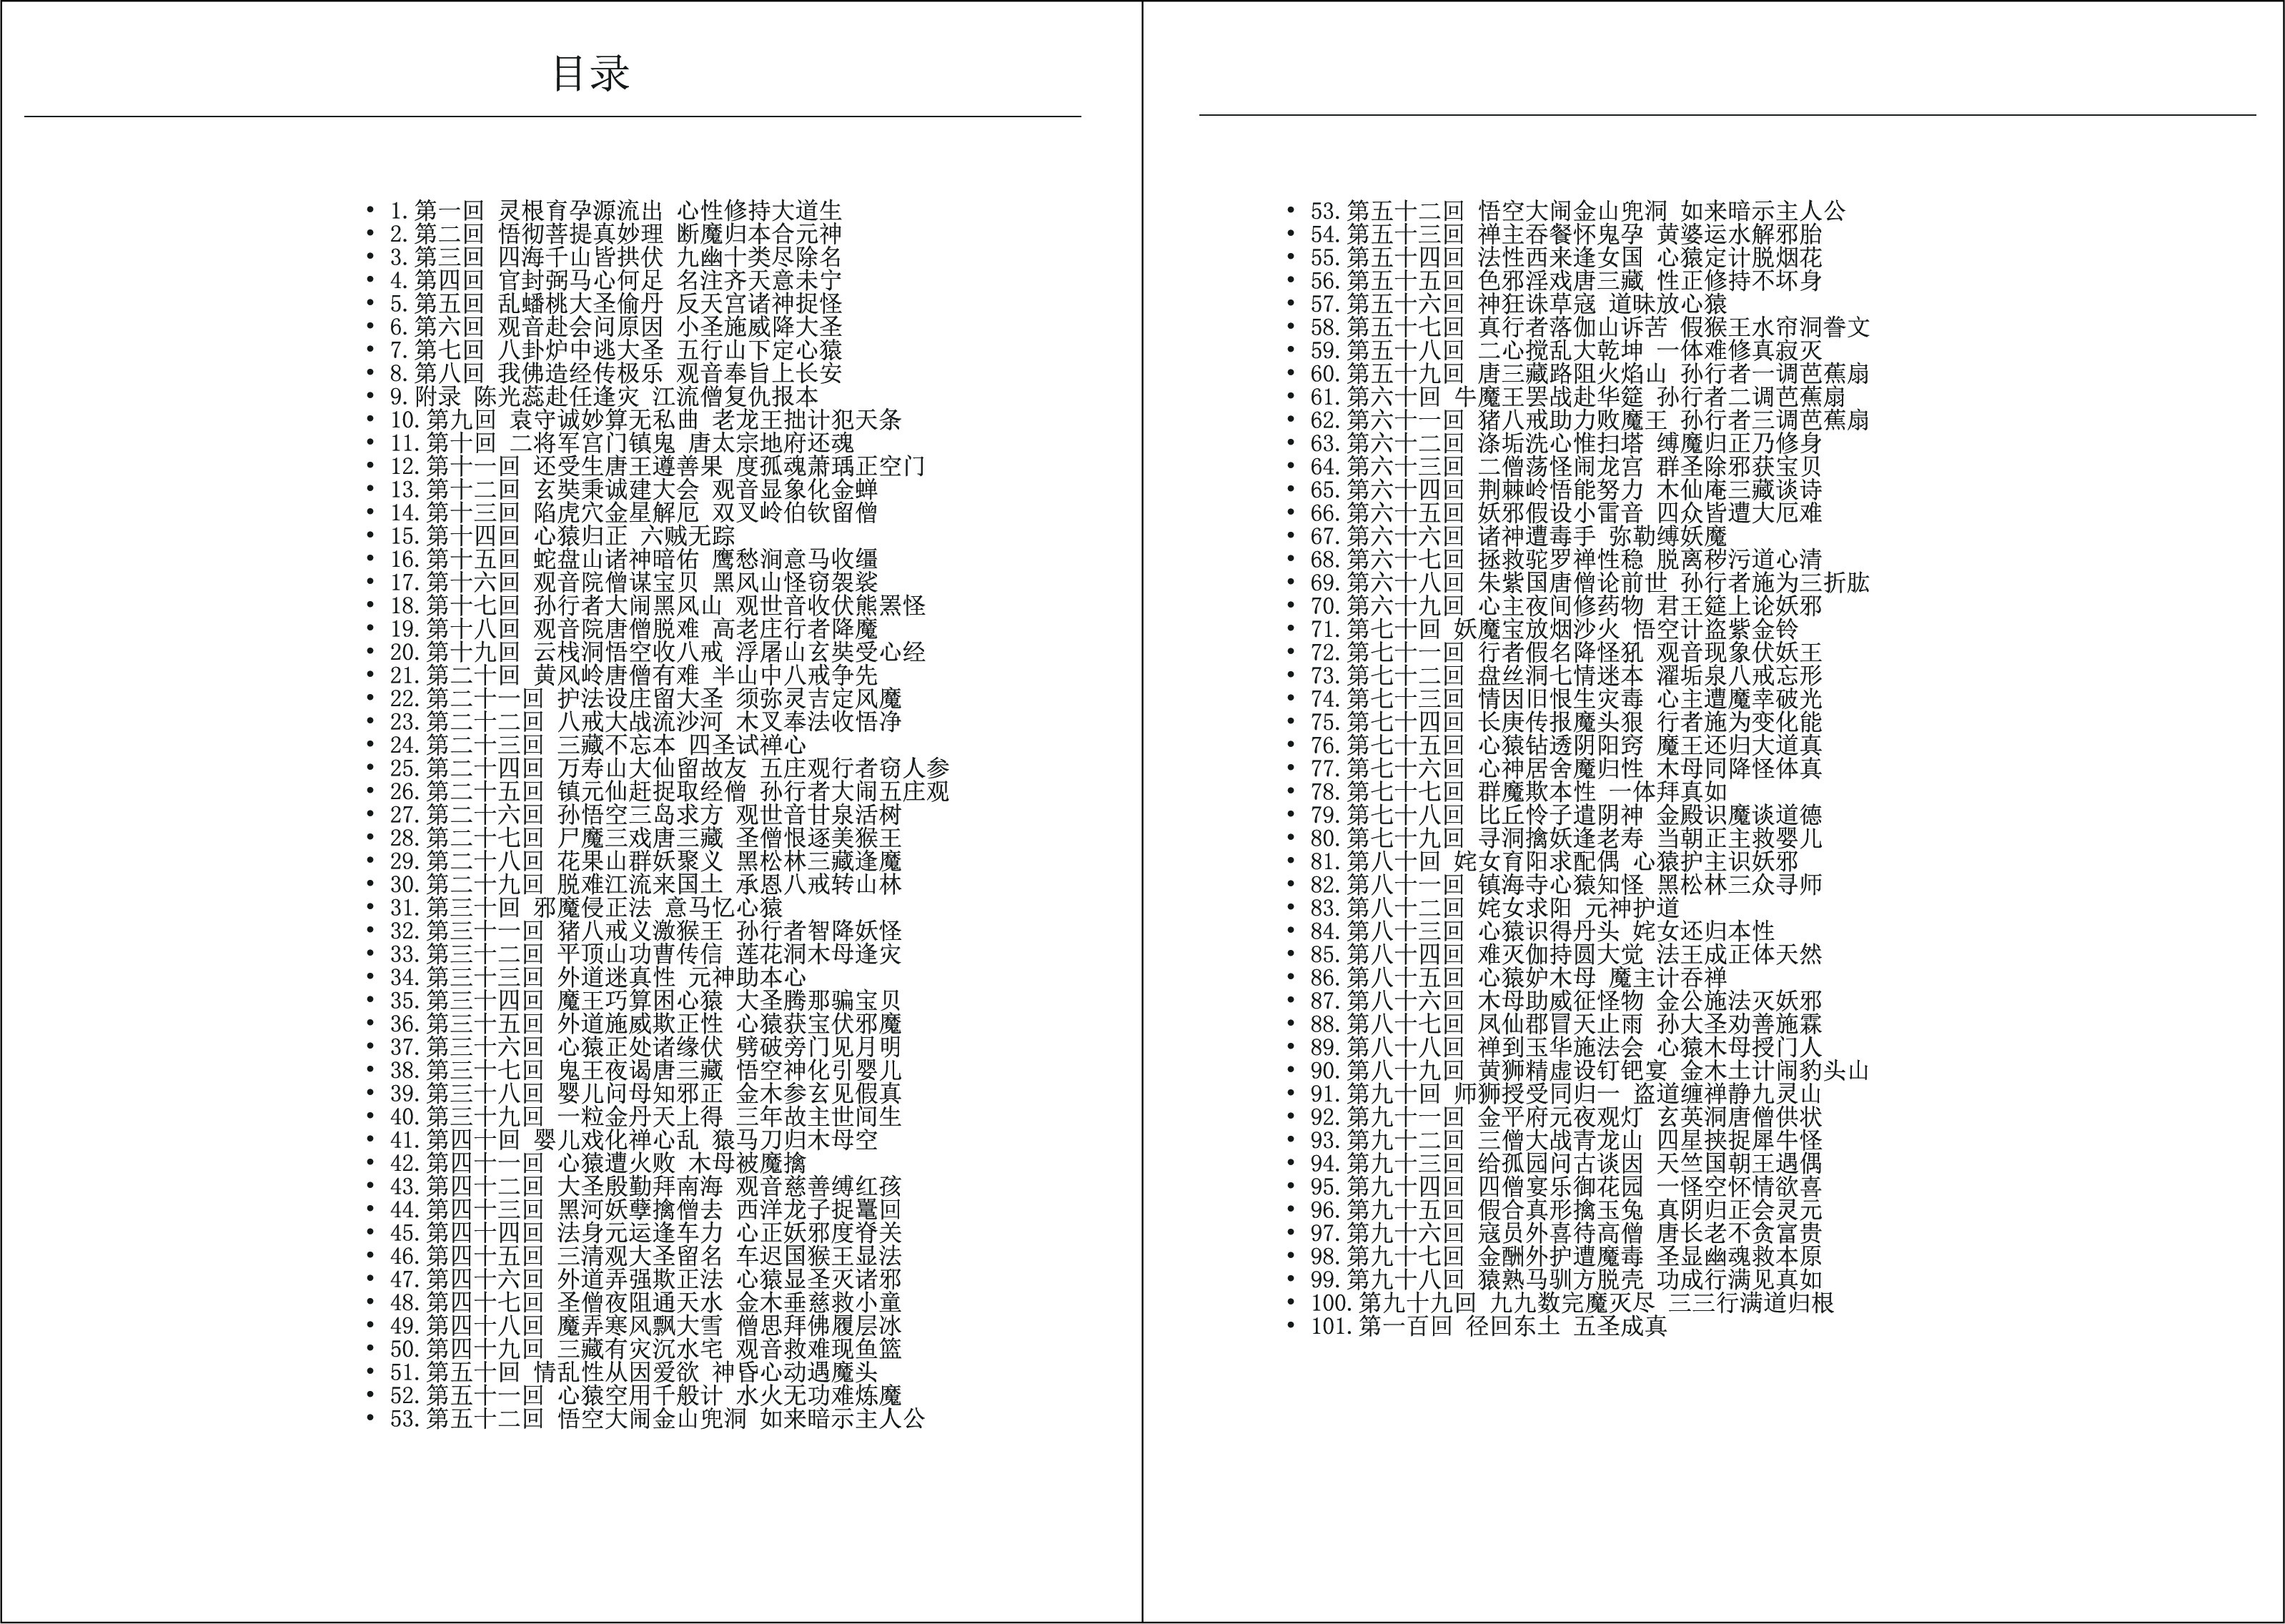 目录
• 1.第一回 灵根育孕源流出 心性修持大道生
• 2.第二回 悟彻菩提真妙理 断魔归本合元神
• 3.第三回 四海千山皆拱伏 九幽十类尽除名
• 4.第四回 官封弼马心何足 名注齐天意未宁
• 5.第五回 乱蟠桃大圣偷丹 反天宫诸神捉怪
• 6.第六回 观音赴会问原因 小圣施威降大圣
• 7.第七回 八卦炉中逃大圣 五行山下定心猿
• 8.第八回 我佛造经传极乐 观音奉旨上长安
• 9.附录 陈光蕊赴任逢灾 江流僧复仇报本
• 10.第九回 袁守诚妙算无私曲 老龙王拙计犯天条
• 11.第十回 二将军宫门镇鬼 唐太宗地府还魂
• 12.第十一回 还受生唐王遵善果 度孤魂萧瑀正空门
• 13.第十二回 玄奘秉诚建大会 观音显象化金蝉
• 14.第十三回 陷虎穴金星解厄 双叉岭伯钦留僧
• 15.第十四回 心猿归正 六贼无踪
• 16.第十五回 蛇盘山诸神暗佑 鹰愁涧意马收缰
• 17.第十六回 观音院僧谋宝贝 黑风山怪窃袈裟
• 18.第十七回 孙行者大闹黑风山 观世音收伏熊罴怪
• 19.第十八回 观音院唐僧脱难 高老庄行者降魔
• 20.第十九回 云栈洞悟空收八戒 浮屠山玄奘受心经
• 21.第二十回 黄风岭唐僧有难 半山中八戒争先
• 22.第二十一回 护法设庄留大圣 须弥灵吉定风魔
• 23.第二十二回 八戒大战流沙河 木叉奉法收悟净
• 24.第二十三回 三藏不忘本 四圣试禅心
• 25.第二十四回 万寿山大仙留故友 五庄观行者窃人参
• 26.第二十五回 镇元仙赶捉取经僧 孙行者大闹五庄观
• 27.第二十六回 孙悟空三岛求方 观世音甘泉活树
• 28.第二十七回 尸魔三戏唐三藏 圣僧恨逐美猴王
• 29.第二十八回 花果山群妖聚义 黑松林三藏逢魔
• 30.第二十九回 脱难江流来国土 承恩八戒转山林
• 31.第三十回 邪魔侵正法 意马忆心猿
• 32.第三十一回 猪八戒义激猴王 孙行者智降妖怪
• 33.第三十二回 平顶山功曹传信 莲花洞木母逢灾
• 34.第三十三回 外道迷真性 元神助本心
• 35.第三十四回 魔王巧算困心猿 大圣腾那骗宝贝
• 36.第三十五回 外道施威欺正性 心猿获宝伏邪魔
• 37.第三十六回 心猿正处诸缘伏 劈破旁门见月明
• 38.第三十七回 鬼王夜谒唐三藏 悟空神化引婴儿
• 39.第三十八回 婴儿问母知邪正 金木参玄见假真
• 40.第三十九回 一粒金丹天上得 三年故主世间生
• 41.第四十回 婴儿戏化禅心乱 猿马刀归木母空
• 42.第四十一回 心猿遭火败 木母被魔擒
• 43.第四十二回 大圣殷勤拜南海 观音慈善缚红孩
• 44.第四十三回 黑河妖孽擒僧去 西洋龙子捉鼍回
• 45.第四十四回 法身元运逢车力 心正妖邪度脊关
• 46.第四十五回 三清观大圣留名 车迟国猴王显法
• 47.第四十六回 外道弄强欺正法 心猿显圣灭诸邪
• 48.第四十七回 圣僧夜阻通天水 金木垂慈救小童
• 49.第四十八回 魔弄寒风飘大雪 僧思拜佛履层冰
• 50.第四十九回 三藏有灾沉水宅 观音救难现鱼篮
• 51.第五十回 情乱性从因爱欲 神昏心动遇魔头
• 52.第五十一回 心猿空用千般计 水火无功难炼魔
• 53.第五十二回 悟空大闹金山兜洞 如来暗示主人公
• 53.第五十二回 悟空大闹金山兜洞 如来暗示主人公
• 54.第五十三回 禅主吞餐怀鬼孕 黄婆运水解邪胎
• 55.第五十四回 法性西来逢女国 心猿定计脱烟花
• 56.第五十五回 色邪淫戏唐三藏 性正修持不坏身
• 57.第五十六回 神狂诛草寇 道昧放心猿
• 58.第五十七回 真行者落伽山诉苦 假猴王水帘洞誊文
• 59.第五十八回 二心搅乱大乾坤 一体难修真寂灭
• 60.第五十九回 唐三藏路阻火焰山 孙行者一调芭蕉扇
• 61.第六十回 牛魔王罢战赴华筵 孙行者二调芭蕉扇
• 62.第六十一回 猪八戒助力败魔王 孙行者三调芭蕉扇
• 63.第六十二回 涤垢洗心惟扫塔 缚魔归正乃修身
• 64.第六十三回 二僧荡怪闹龙宫 群圣除邪获宝贝
• 65.第六十四回 荆棘岭悟能努力 木仙庵三藏谈诗
• 66.第六十五回 妖邪假设小雷音 四众皆遭大厄难
• 67.第六十六回 诸神遭毒手 弥勒缚妖魔
• 68.第六十七回 拯救驼罗禅性稳 脱离秽污道心清
• 69.第六十八回 朱紫国唐僧论前世 孙行者施为三折肱
• 70.第六十九回 心主夜间修药物 君王筵上论妖邪
• 71.第七十回 妖魔宝放烟沙火 悟空计盗紫金铃
• 72.第七十一回 行者假名降怪犼 观音现象伏妖王
• 73.第七十二回 盘丝洞七情迷本 濯垢泉八戒忘形
• 74.第七十三回 情因旧恨生灾毒 心主遭魔幸破光
• 75.第七十四回 长庚传报魔头狠 行者施为变化能
• 76.第七十五回 心猿钻透阴阳窍 魔王还归大道真
• 77.第七十六回 心神居舍魔归性 木母同降怪体真
• 78.第七十七回 群魔欺本性 一体拜真如
• 79.第七十八回 比丘怜子遣阴神 金殿识魔谈道德
• 80.第七十九回 寻洞擒妖逢老寿 当朝正主救婴儿
• 81.第八十回 姹女育阳求配偶 心猿护主识妖邪
• 82.第八十一回 镇海寺心猿知怪 黑松林三众寻师
• 83.第八十二回 姹女求阳 元神护道
• 84.第八十三回 心猿识得丹头 姹女还归本性
• 85.第八十四回 难灭伽持圆大觉 法王成正体天然
• 86.第八十五回 心猿妒木母 魔主计吞禅
• 87.第八十六回 木母助威征怪物 金公施法灭妖邪
• 88.第八十七回 凤仙郡冒天止雨 孙大圣劝善施霖
• 89.第八十八回 禅到玉华施法会 心猿木母授门人
• 90.第八十九回 黄狮精虚设钉钯宴 金木土计闹豹头山
• 91.第九十回 师狮授受同归一 盗道缠禅静九灵山
• 92.第九十一回 金平府元夜观灯 玄英洞唐僧供状
• 93.第九十二回 三僧大战青龙山 四星挟捉犀牛怪
• 94.第九十三回 给孤园问古谈因 天竺国朝王遇偶
• 95.第九十四回 四僧宴乐御花园 一怪空怀情欲喜
• 96.第九十五回 假合真形擒玉兔 真阴归正会灵元
• 97.第九十六回 寇员外喜待高僧 唐长老不贪富贵
• 98.第九十七回 金酬外护遭魔毒 圣显幽魂救本原
• 99.第九十八回 猿熟马驯方脱壳 功成行满见真如
• 100.第九十九回 九九数完魔灭尽 三三行满道归根
• 101.第一百回 径回东土 五圣成真